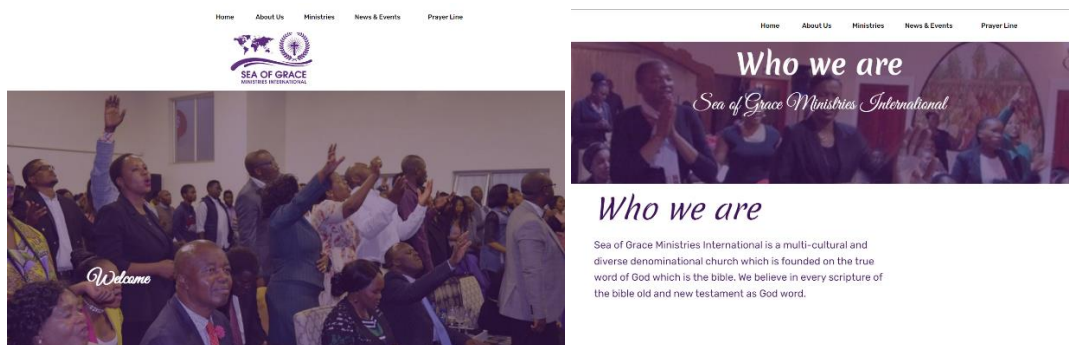 Home About Us Ministries News & Events Prayer Line
SEA OF GRACE
MINISTRIES INTERNATIONAL
Welcome
Home About Us Ministries News & Events Prayer Line
Who we are
Sea of Grace Ministries International
Who we are
Sea of Grace Ministries International is a multi-cultural and
diverse denominational church which is founded on the true
word of God which is the bible. We believe in every scripture of
the bible old and new testament as God word.